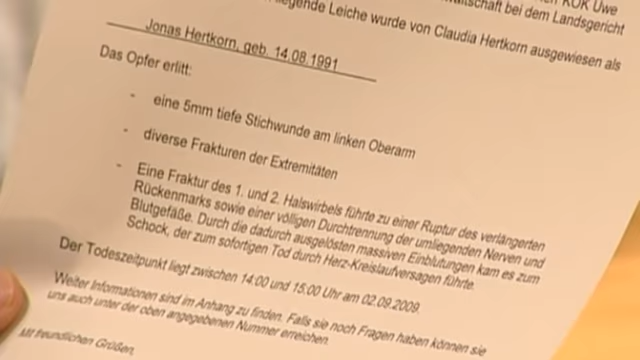 KOK Uwe
schaft bei dem Landsgericht
Leiche wurde von Claudia Hertkorn ausgewiesen als
Jonas Hertkorn, geb. 14.08.1991
Das Opfer erlitt:
- eine 5mm tiefe Stichwunde am linken Oberarm
- diverse Frakturen der Extremitäten
- Eine Fraktur des 1. und 2. Halswirbels führte zu einer Ruptur des verlängerten
Rückenmarks sowie einer völligen Durchtrennung der umliegenden Nerven und
Blutgefäße. Durch die dadurch ausgelösten massiven Einblutungen kam es zum
Schock, der zum sofortigen Tod durch Herz-Kreislaufversagen führte.
Der Todeszeitpunkt liegt zwischen 14:00 und 15:00 Uhr am 02.09.2009.
Weiter Informationen sind im Anhang zu finden. Falls sie noch Fragen haben können sie
uns auch unter der oben angegebenen Nummer erreichen.
Mit freundlichen Grüßen,